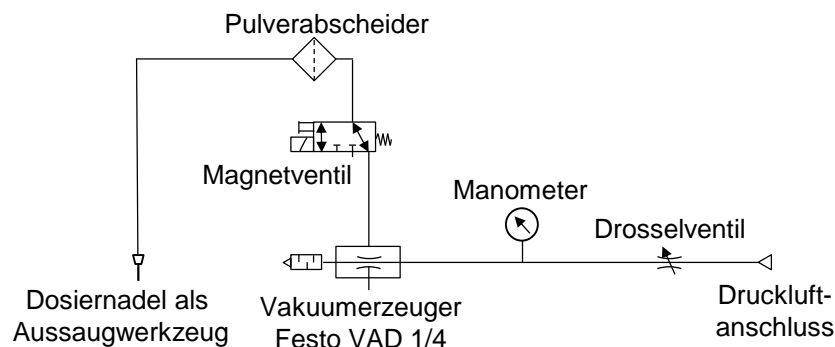 Pulverabscheider
Magnetventil
Manometer
Drosselventil
Dosiernadel als
Aussaugwerkzeug
Vakuumerzeuger
Festo VAD 1/4
Druckluft-
anschluss